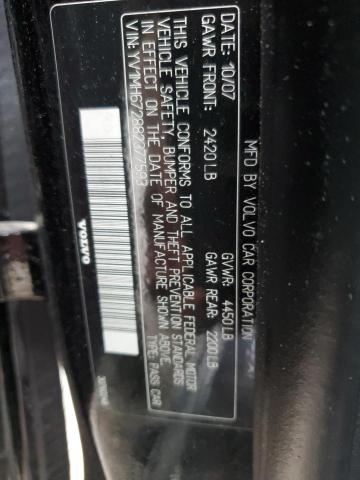 MFD BY VOLVO CAR CORPORATION
10/07 GVWR: 4450LB
GAWR FRONT: 2420LB GAWR REAR: 2200LB
THIS VEHICLE CONFORMS TO ALL APPLICABLE FEDERAL MOTOR
VEHICLE SAFETY, BUMPER AND THEFT PREVENTION STANDARDS
IN EFFECT ON THE DATE OF MANUFACTURE SHOWN ABOVE.
VIN: YV1MH672882377593 TYPE: PASS CAR
VOLVO